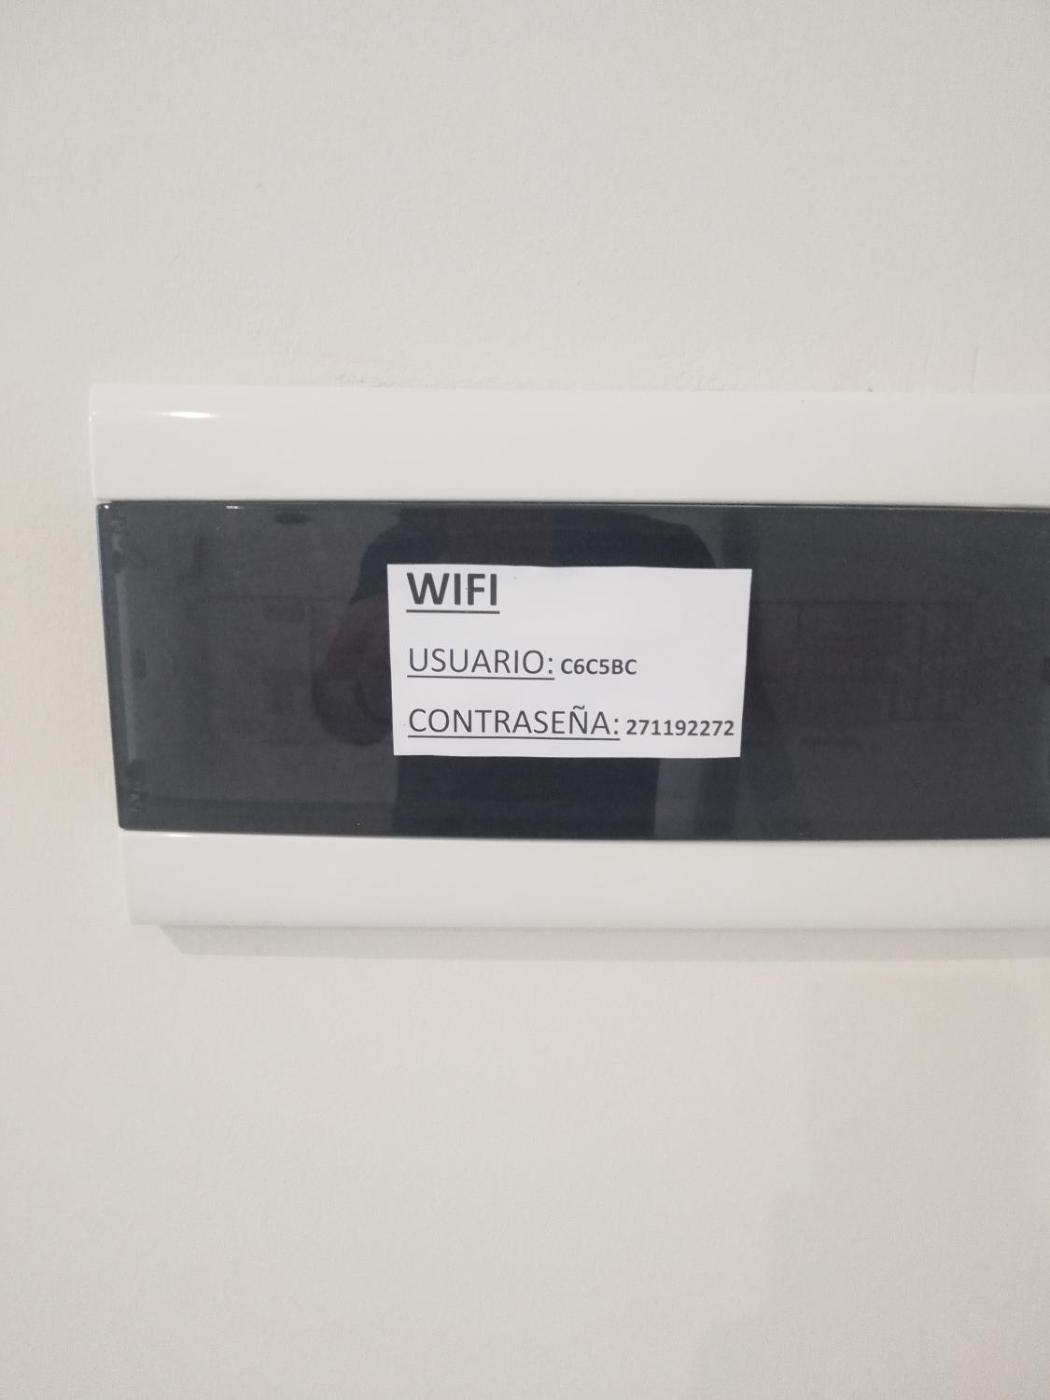 WIFI
USUARIO: C6C5BC
CONTRASEÑA: 271192272